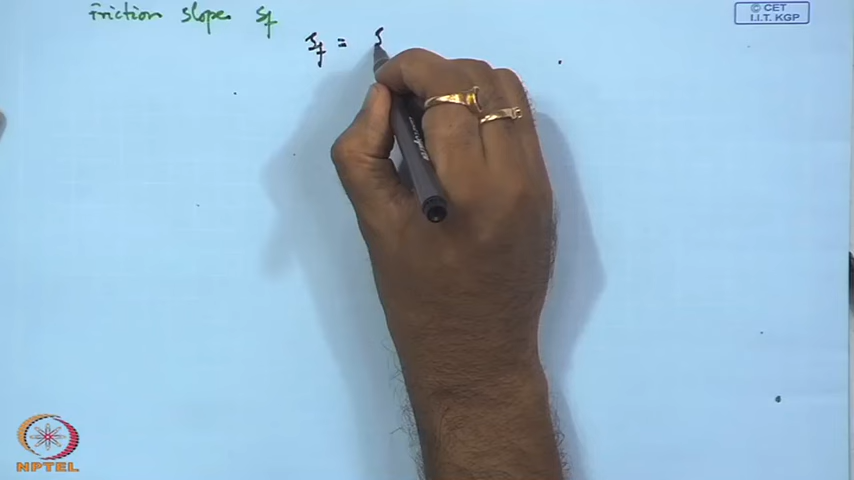 Friction slope Sf
Sf = S
© CET
I.I.T. KGP
NPTEL